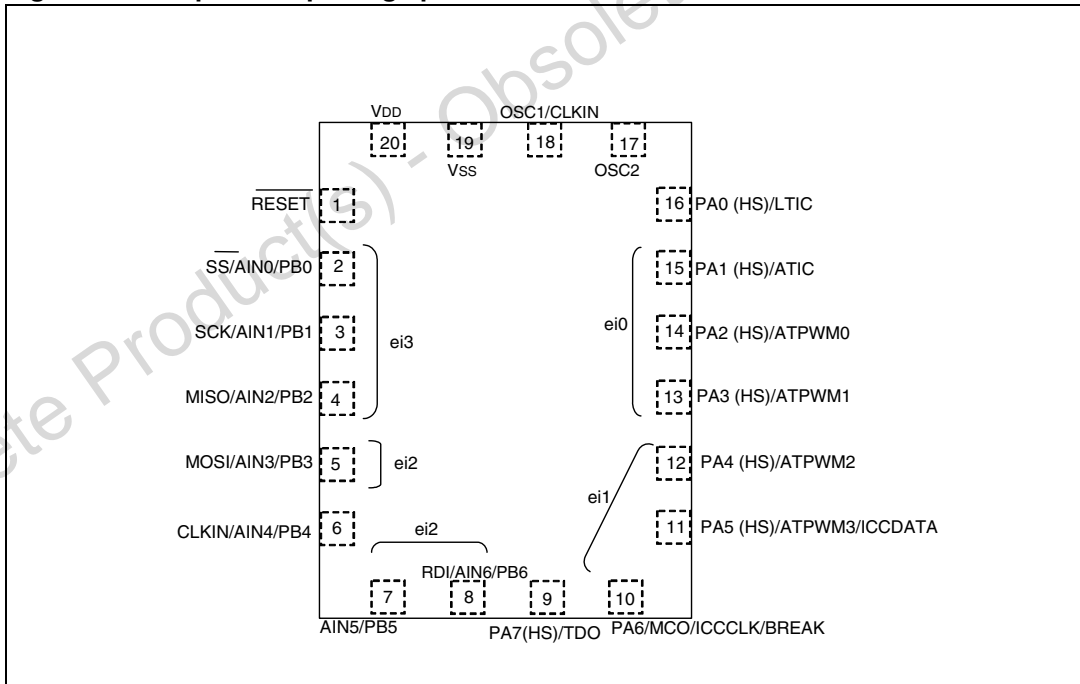 VDD
OSC1/CLKIN
20
19
18
17
VSS
OSC2
RESET
1
16
PA0 (HS)/LTIC
SS/AIN0/PB0
2
15
PA1 (HS)/ATIC
SCK/AIN1/PB1
3
ei3
ei0
14
PA2 (HS)/ATPWM0
MISO/AIN2/PB2
4
13
PA3 (HS)/ATPWM1
MOSI/AIN3/PB3
5
ei2
12
PA4 (HS)/ATPWM2
ei1
CLKIN/AIN4/PB4
6
ei2
11
PA5 (HS)/ATPWM3/ICCDATA
RDI/AIN6/PB6
7
8
9
10
AIN5/PB5
PA7(HS)/TDO
PA6/MCO/ICCCLK/BREAK
ete Product(s) - Obsolet